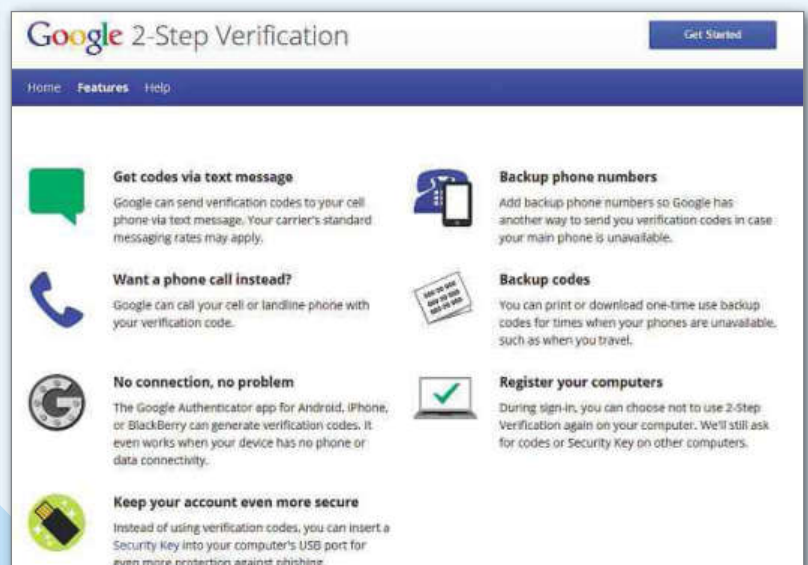 Google 2-Step Verification
Get Started
Home Features Help
Get codes via text message
Google can send verification codes to your cell
phone via text message. Your carrier's standard
messaging rates may apply.
Want a phone call instead?
Google can call your cell or landline phone with
your verification code.
No connection, no problem
The Google Authenticator app for Android, iPhone,
or BlackBerry can generate verification codes. It
even works when your device has no phone or
data connectivity.
Keep your account even more secure
Instead of using verification codes, you can insert a
Security Key into your computer's USB port for
even more protection against phishing
Backup phone numbers
Add backup phone numbers so Google has
another way to send you verification codes in case
your main phone is unavailable.
Backup codes
You can print or download one-time use backup
codes for times when your phones are unavailable,
such as when you travel.
Register your computers
During sign-in, you can choose not to use 2-Step
Verification again on your computer. We'll still ask
for codes or Security Key on other computers.